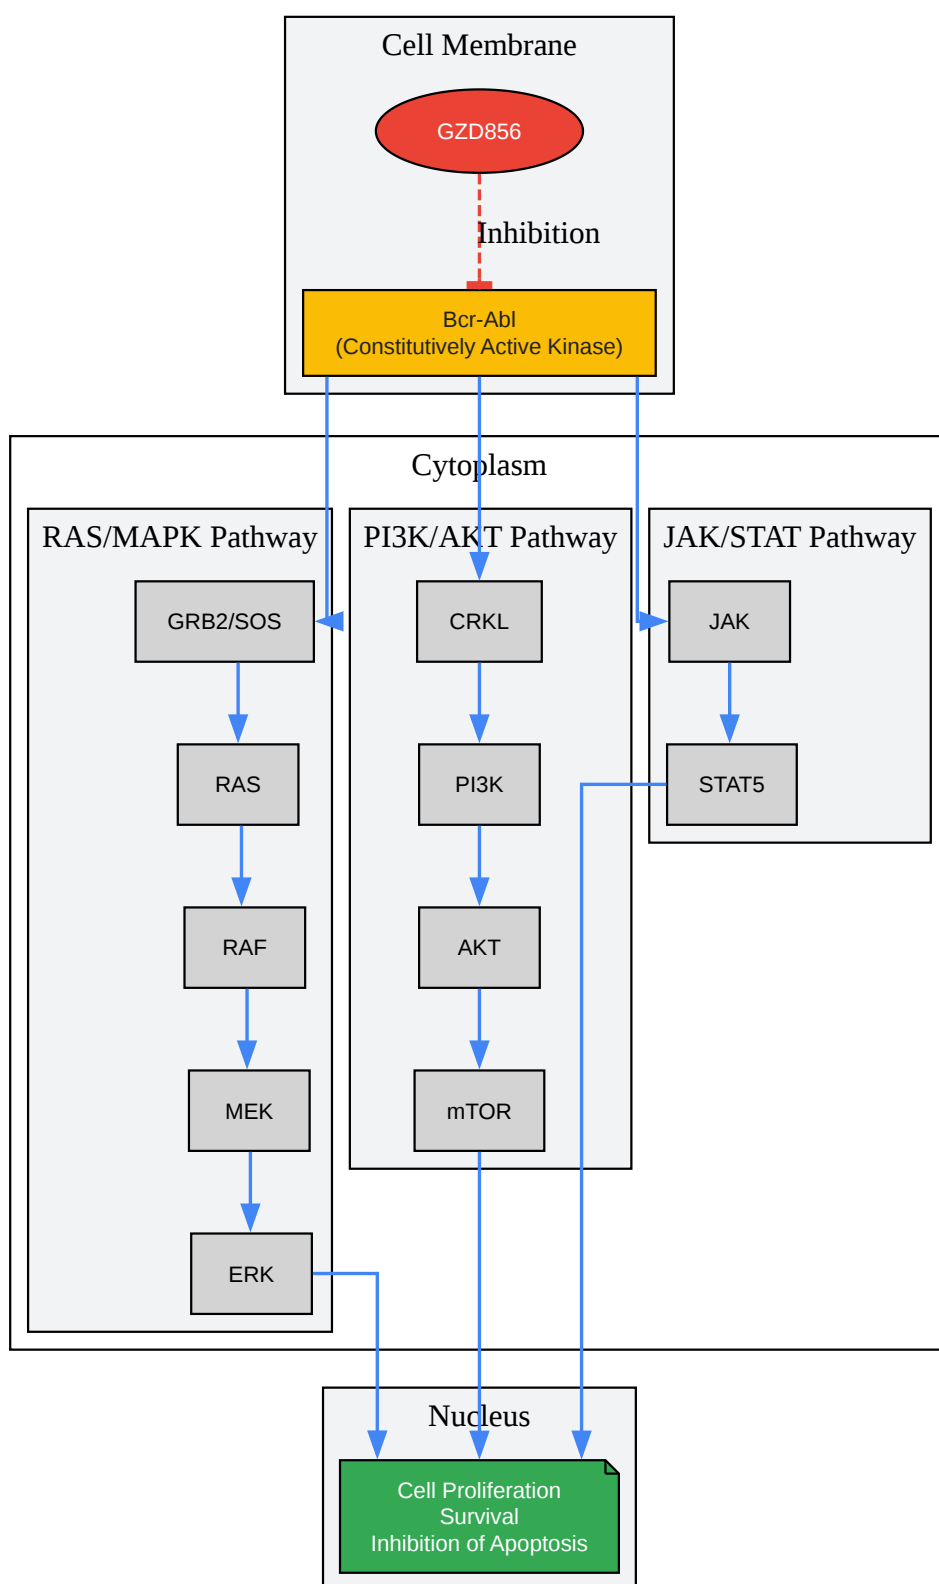 Cell Membrane
GZD856
Inhibition
Bcr-Abl
(Constitutively Active Kinase)
Cytoplasm
RAS/MAPK Pathway
GRB2/SOS
RAS
RAF
MEK
ERK
PI3K/AKT Pathway
CRKL
PI3K
AKT
mTOR
JAK/STAT Pathway
JAK
STAT5
Nucleus
Cell Proliferation
Survival
Inhibition of Apoptosis